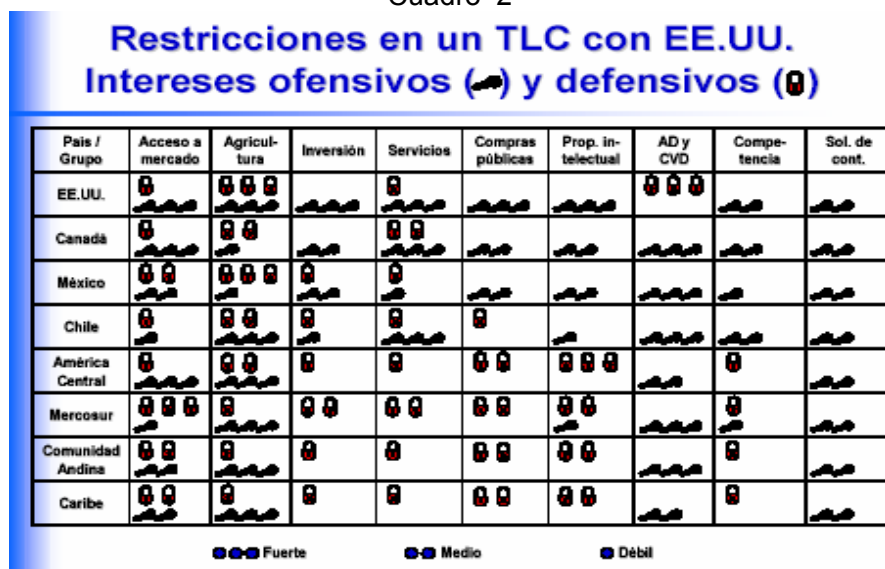 Cuadro 2
Restricciones en un TLC con EE.UU.
Intereses ofensivos () y defensivos ()
País / Grupo
Acceso a mercado
Agricul- tura
Inversión
Servicios
Compras públicas
Prop. in- telectual
AD y CVD
Compe- tencia
Sol. de cont.
EE.UU.
Canadá
México
Chile
América Central
Mercosur
Comunidad Andina
Caribe
Fuerte
Medio
Débil